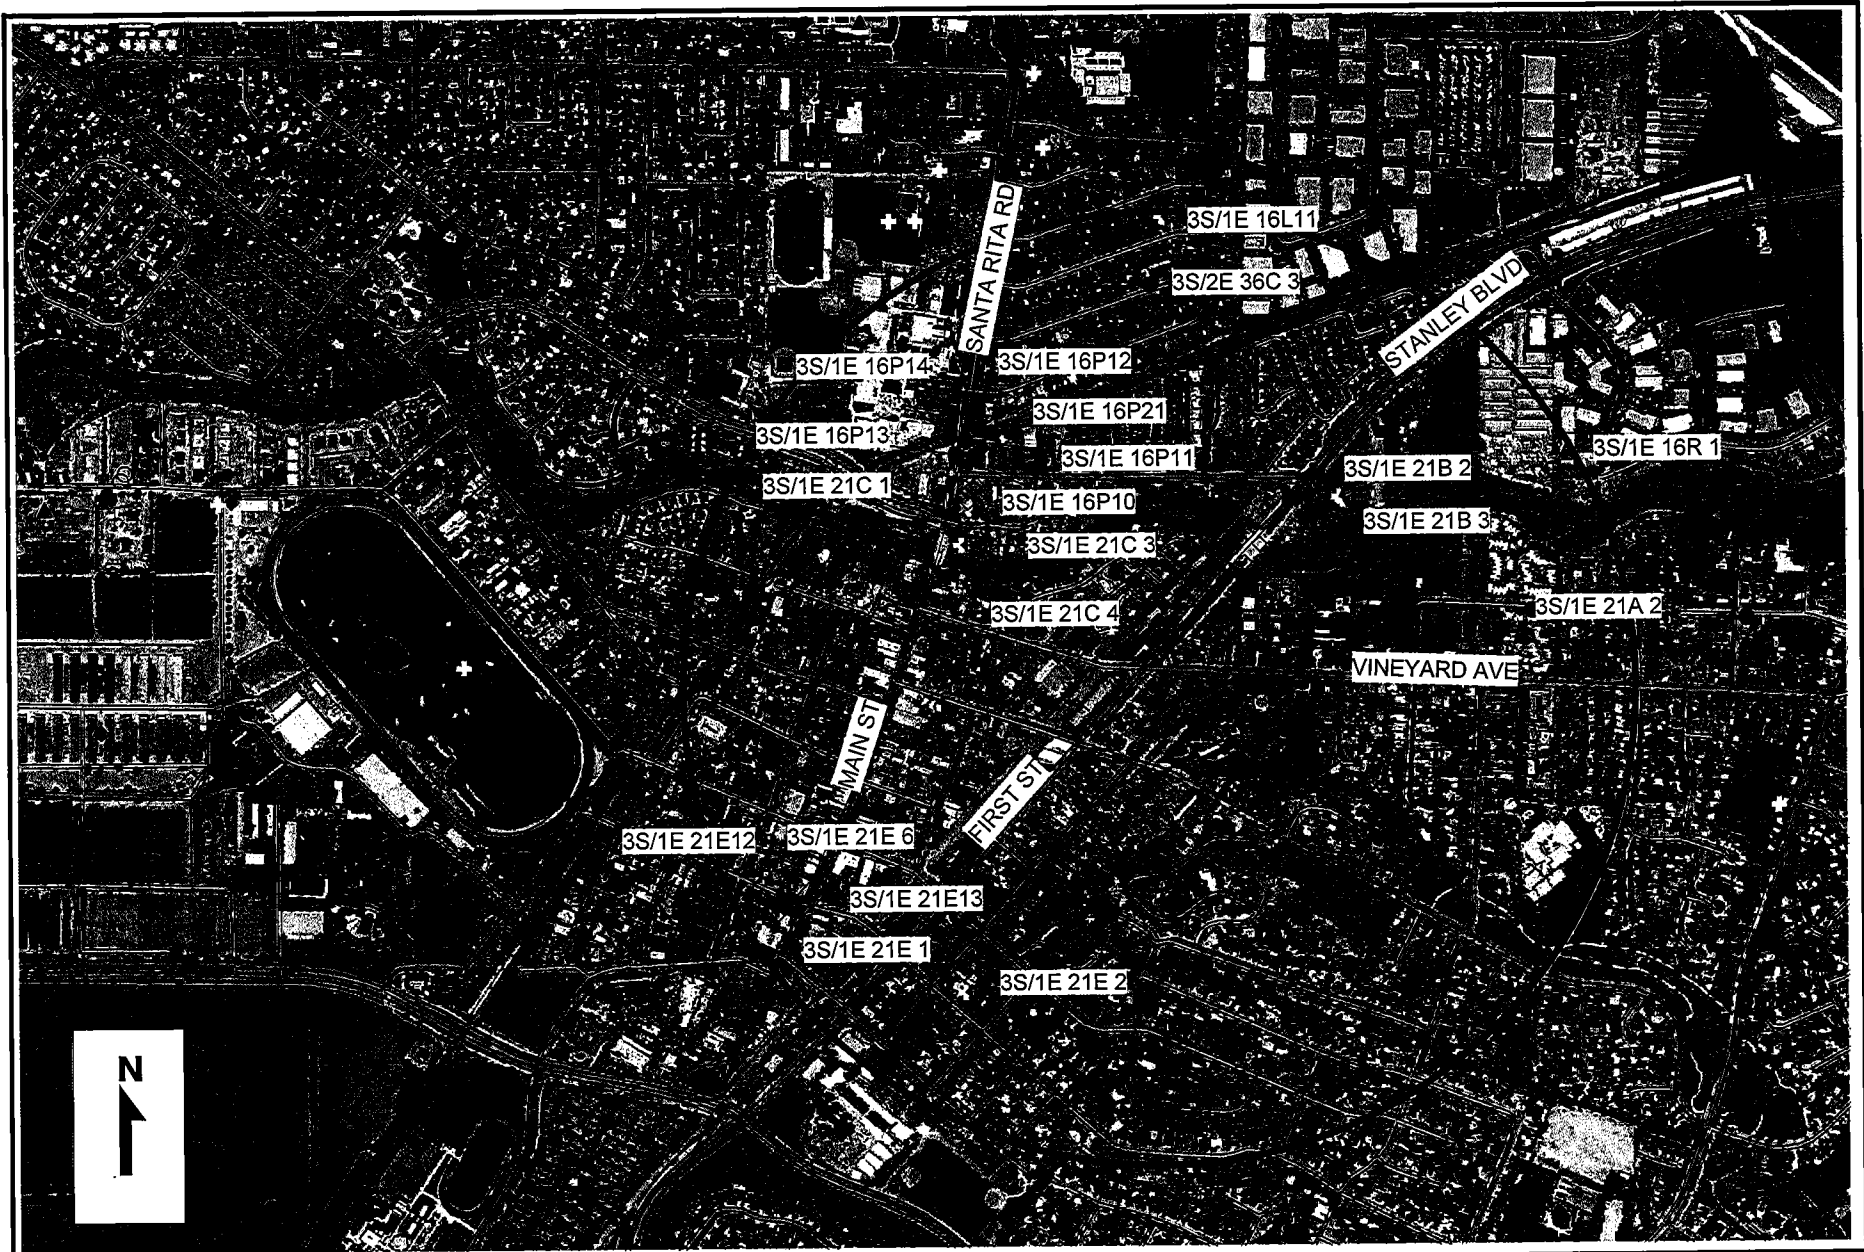 SANTA RITA RD
3S/1E 16L11
3S/2E 36C 3
STANLEY BLVD
3S/1E 16P14
3S/1E 16P12
3S/1E 16P21
3S/1E 16P13
3S/1E 16P11
3S/1E 16R 1
3S/1E 21B 2
3S/1E 21C 1
3S/1E 16P10
3S/1E 21B 3
3S/1E 21C 3
3S/1E 21C 4
3S/1E 21A 2
VINEYARD AVE
MAIN ST
FIRST ST
3S/1E 21E12
3S/1E 21E 6
3S/1E 21E13
3S/1E 21E 1
3S/1E 21E 2
N